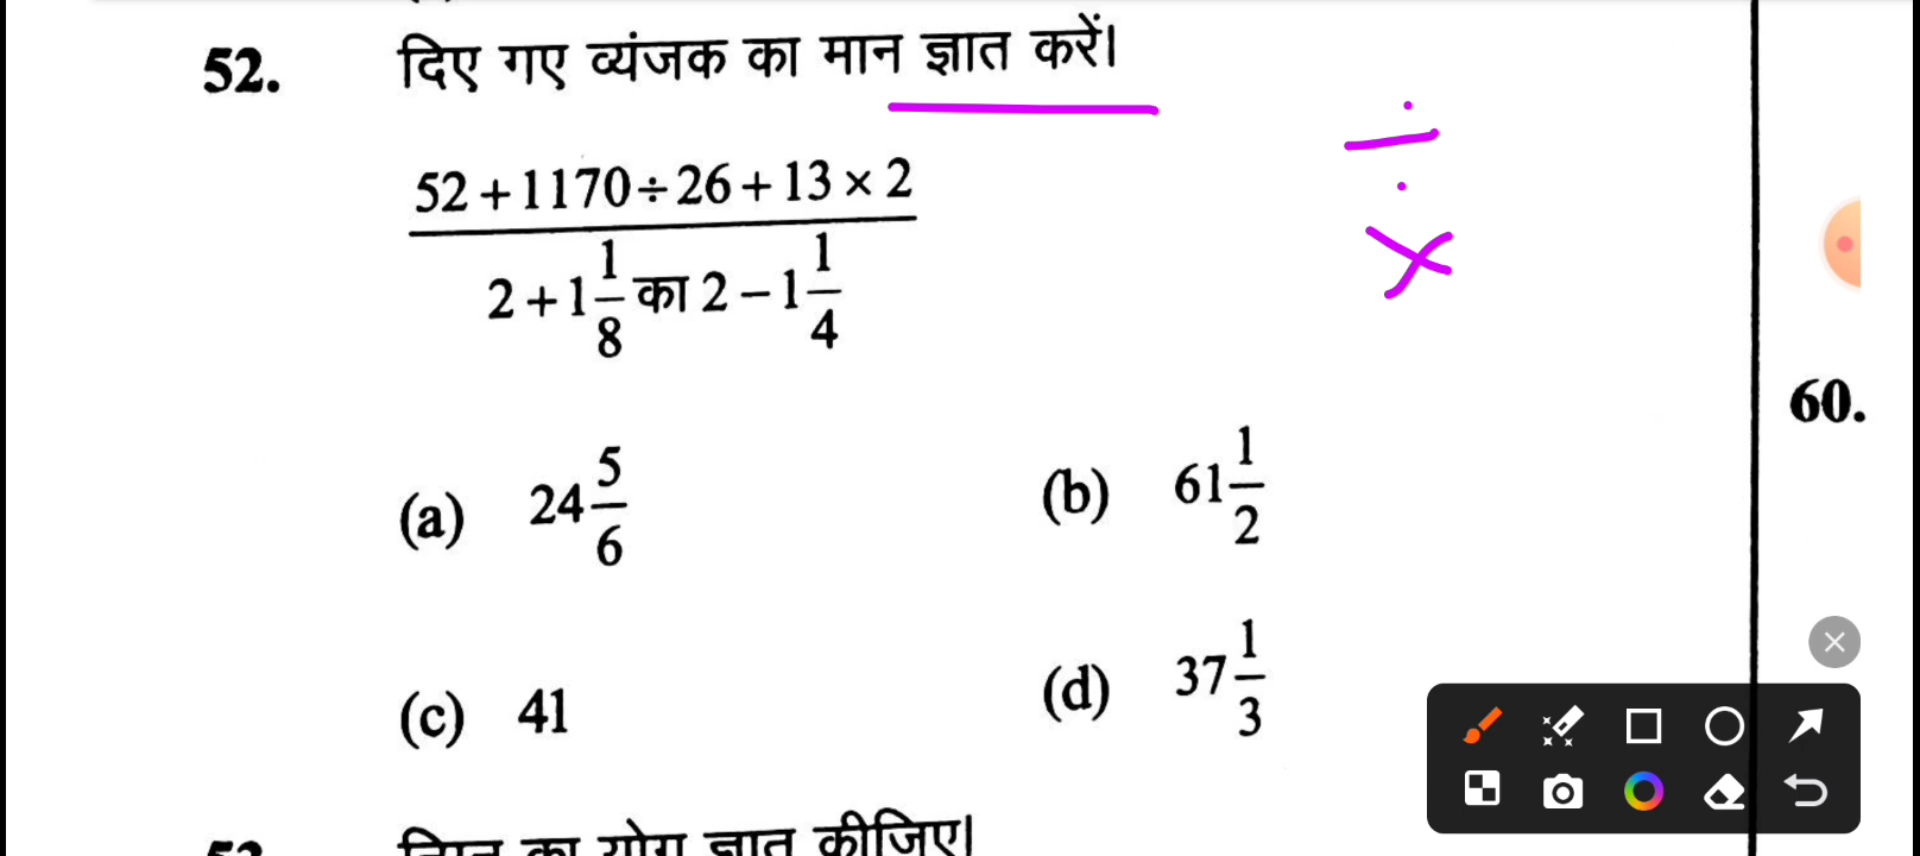 52. दिए गए व्यंजक का मान ज्ञात करें।
52 + 1170 ÷ 26 + 13 × 2
2 + 1 1/8 का 2 − 1 1/4
÷
×
60.
(a) 24 5/6 (b) 61 1/2
(c) 41 (d) 37 1/3
का योग ज्ञात कीजिए।